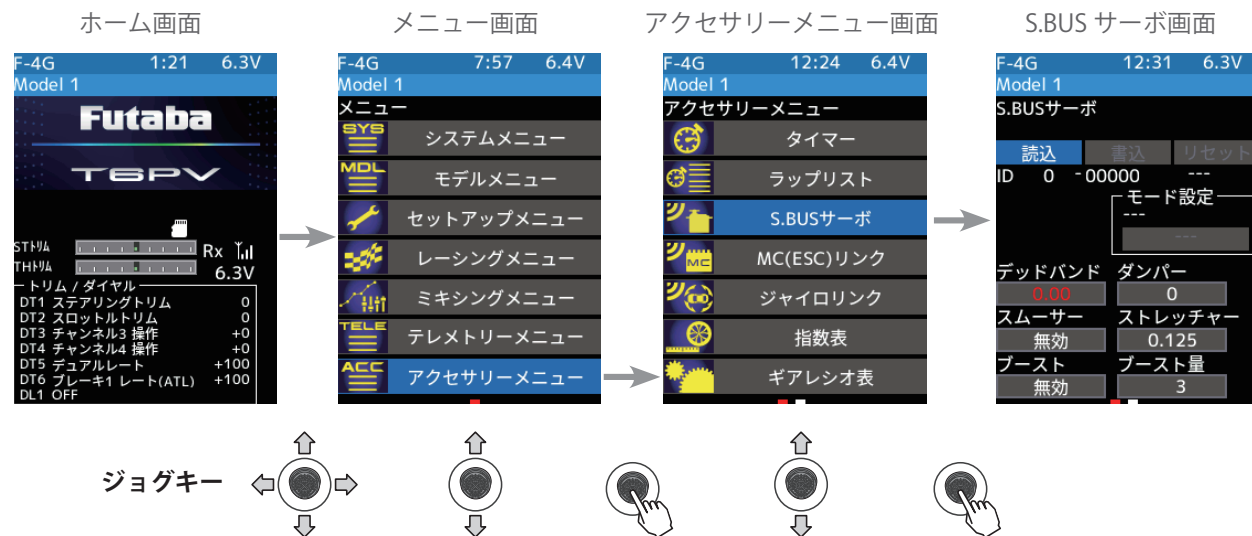 ホーム画面
メニュー画面
アクセサリーメニュー画面
S.BUS サーボ画面
F-4G 1:21 6.3V
Model 1
Futaba
T6PV
STﾄﾘﾑ
THﾄﾘﾑ
Rx
6.3V
トリム / ダイヤル
DT1 ステアリングトリム 0
DT2 スロットルトリム 0
DT3 チャンネル3 操作 +0
DT4 チャンネル4 操作 +0
DT5 デュアルレート +100
DT6 ブレーキ1 レート(ATL) +100
DL1 OFF
F-4G 7:57 6.4V
Model 1
メニュー
SYS システムメニュー
MDL モデルメニュー
セットアップメニュー
レーシングメニュー
ミキシングメニュー
TELE テレメトリーメニュー
ACC アクセサリーメニュー
F-4G 12:24 6.4V
Model 1
アクセサリーメニュー
タイマー
ラップリスト
S.BUSサーボ
MC MC(ESC)リンク
ジャイロリンク
指数表
ギアレシオ表
F-4G 12:31 6.3V
Model 1
S.BUSサーボ
読込 書込 リセット
ID 0 - 00000 ---
モード設定
---
---
デッドバンド ダンパー
0.00 0
スムーサー ストレッチャー
無効 0.125
ブースト ブースト量
無効 3
ジョグキー